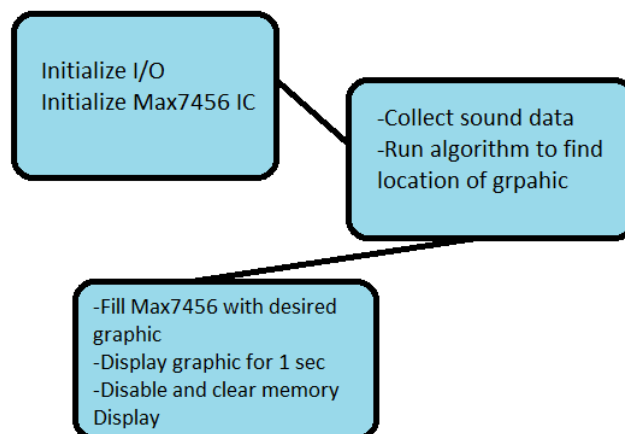 Initialize I/O
Initialize Max7456 IC
-Collect sound data
-Run algorithm to find
location of grpahic
-Fill Max7456 with desired
graphic
-Display graphic for 1 sec
-Disable and clear memory
Display